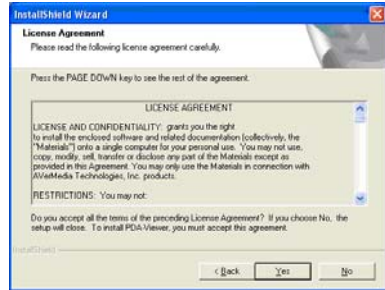 InstallShield Wizard
License Agreement
Please read the following license agreement carefully.
Press the PAGE DOWN key to see the rest of the agreement.
LICENSE AGREEMENT
LICENSE AND CONFIDENTIALITY: grants you the right
to install the enclosed software and related documentation (collectively, the
"Materials") onto a single computer for your personal use. You may not use,
copy, modify, sell, transfer or disclose any part of the Materials except as
provided in this Agreement. You may only use the Materials in connection with
AVerMedia Technologies, Inc. products.
RESTRICTIONS: You may not:
Do you accept all the terms of the preceding License Agreement? If you choose No, the
setup will close. To install PDA-Viewer, you must accept this agreement.
InstallShield
< Back Yes No